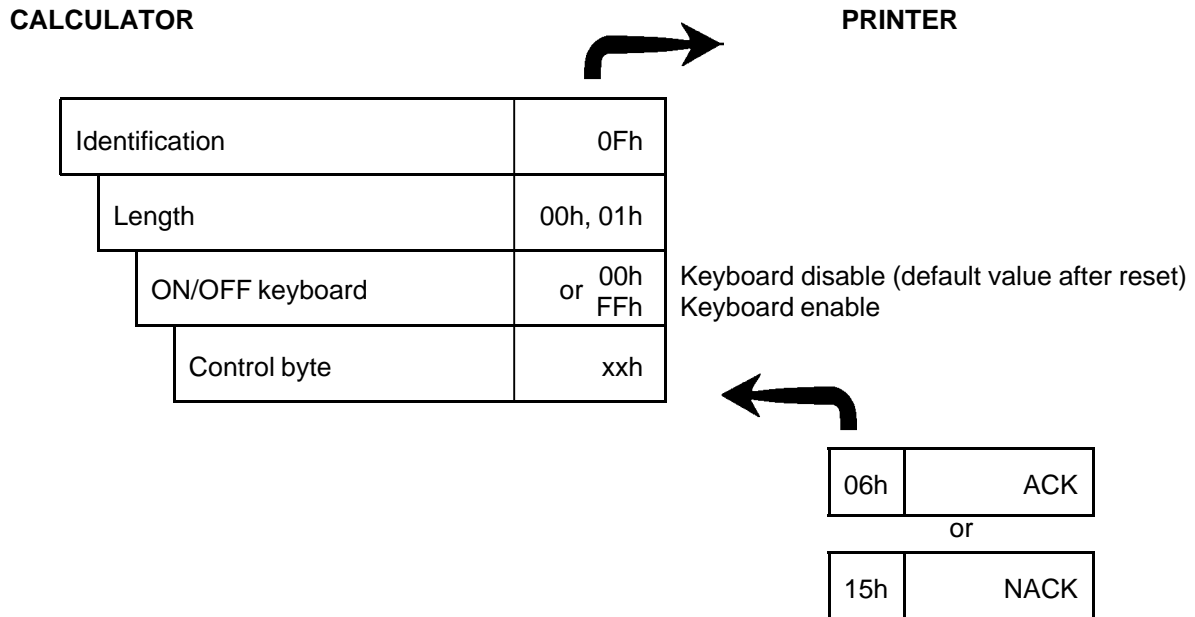 CALCULATOR PRINTER
Identification 0Fh
Length 00h, 01h
ON/OFF keyboard or 00h Keyboard disable (default value after reset)
FFh Keyboard enable
Control byte xxh
06h ACK
or
15h NACK